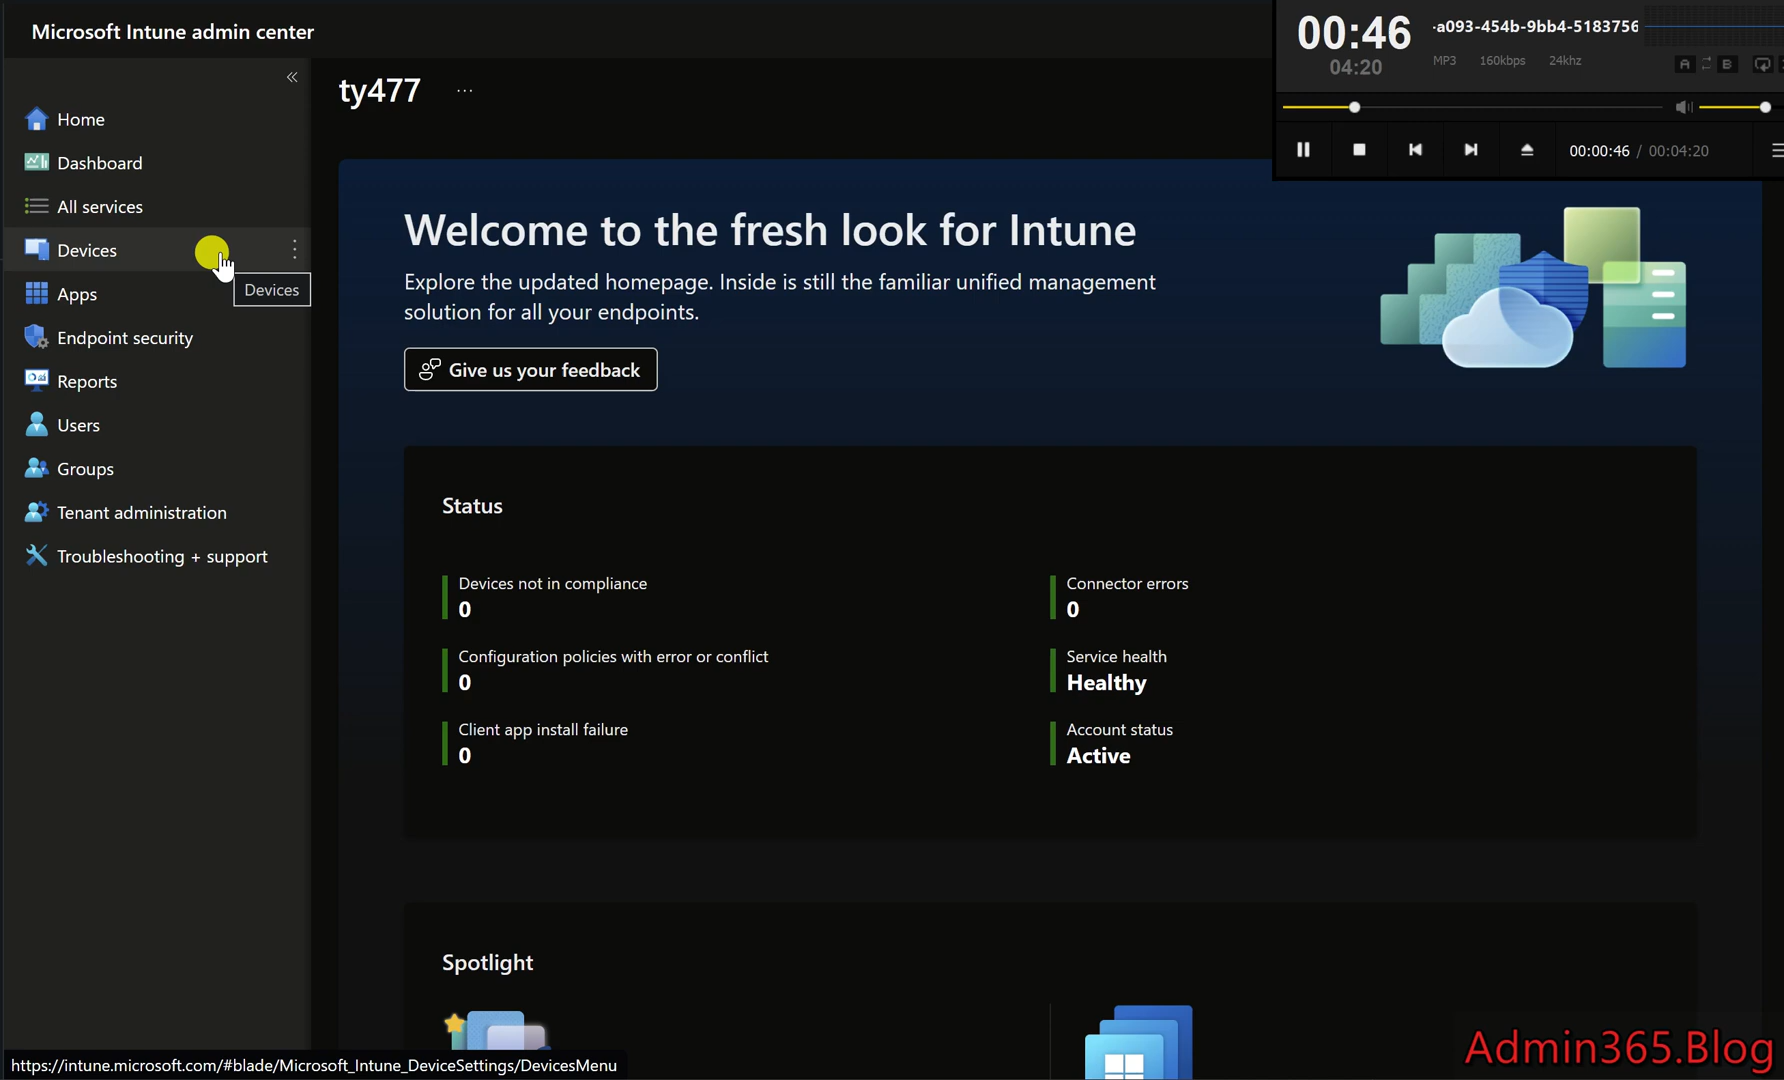 Microsoft Intune admin center
«
Home
Dashboard
All services
Devices
Devices
Apps
Endpoint security
Reports
Users
Groups
Tenant administration
Troubleshooting + support
ty477 ...
00:46
04:20
-a093-454b-9bb4-5183756
MP3 160kbps 24khz
A B
00:00:46 / 00:04:20
Welcome to the fresh look for Intune
Explore the updated homepage. Inside is still the familiar unified management
solution for all your endpoints.
Give us your feedback
Status
Devices not in compliance
0
Configuration policies with error or conflict
0
Client app install failure
0
Connector errors
0
Service health
Healthy
Account status
Active
Spotlight
https://intune.microsoft.com/#blade/Microsoft_Intune_DeviceSettings/DevicesMenu
Admin365.Blog